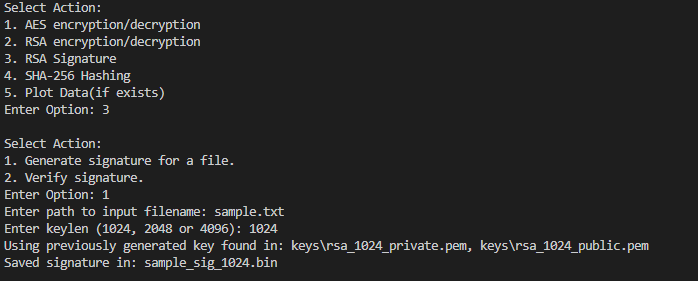 Select Action:
1. AES encryption/decryption
2. RSA encryption/decryption
3. RSA Signature
4. SHA-256 Hashing
5. Plot Data(if exists)
Enter Option: 3
Select Action:
1. Generate signature for a file.
2. Verify signature.
Enter Option: 1
Enter path to input filename: sample.txt
Enter keylen (1024, 2048 or 4096): 1024
Using previously generated key found in: keys\rsa_1024_private.pem, keys\rsa_1024_public.pem
Saved signature in: sample_sig_1024.bin